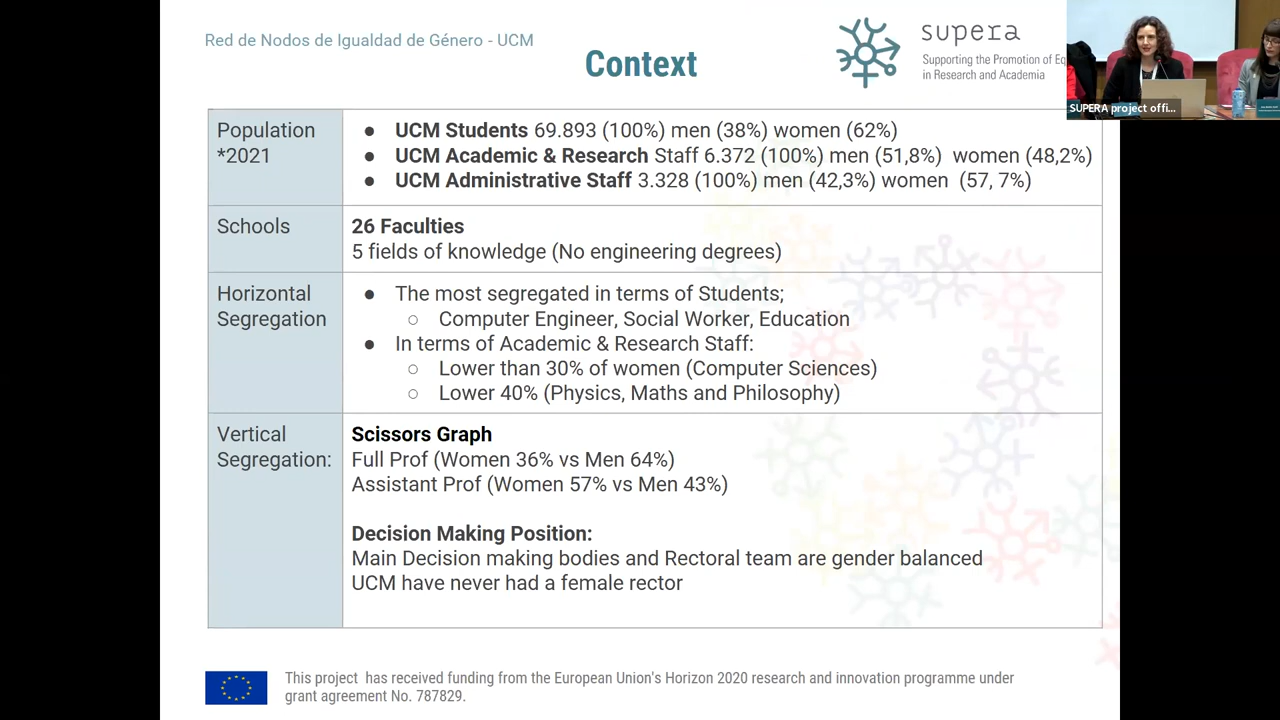 Red de Nodos de Igualdad de Género - UCM
Context
supera
Supporting the Promotion of Eq
in Research and Academia
SUPERA project offi...
Population
*2021
● UCM Students 69.893 (100%) men (38%) women (62%)
● UCM Academic & Research Staff 6.372 (100%) men (51,8%) women (48,2%)
● UCM Administrative Staff 3.328 (100%) men (42,3%) women (57, 7%)
Schools
26 Faculties
5 fields of knowledge (No engineering degrees)
Horizontal
Segregation
● The most segregated in terms of Students;
○ Computer Engineer, Social Worker, Education
● In terms of Academic & Research Staff:
○ Lower than 30% of women (Computer Sciences)
○ Lower 40% (Physics, Maths and Philosophy)
Vertical
Segregation:
Scissors Graph
Full Prof (Women 36% vs Men 64%)
Assistant Prof (Women 57% vs Men 43%)
Decision Making Position:
Main Decision making bodies and Rectoral team are gender balanced
UCM have never had a female rector
This project has received funding from the European Union's Horizon 2020 research and innovation programme under
grant agreement No. 787829.